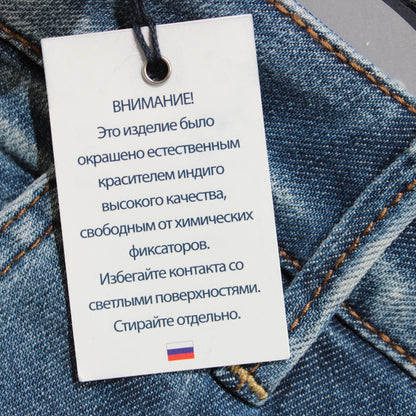 ВНИМАНИЕ!
Это изделие было
окрашено естественным
красителем индиго
высокого качества,
свободным от химических
фиксаторов.
Избегайте контакта со
светлыми поверхностями.
Стирайте отдельно.